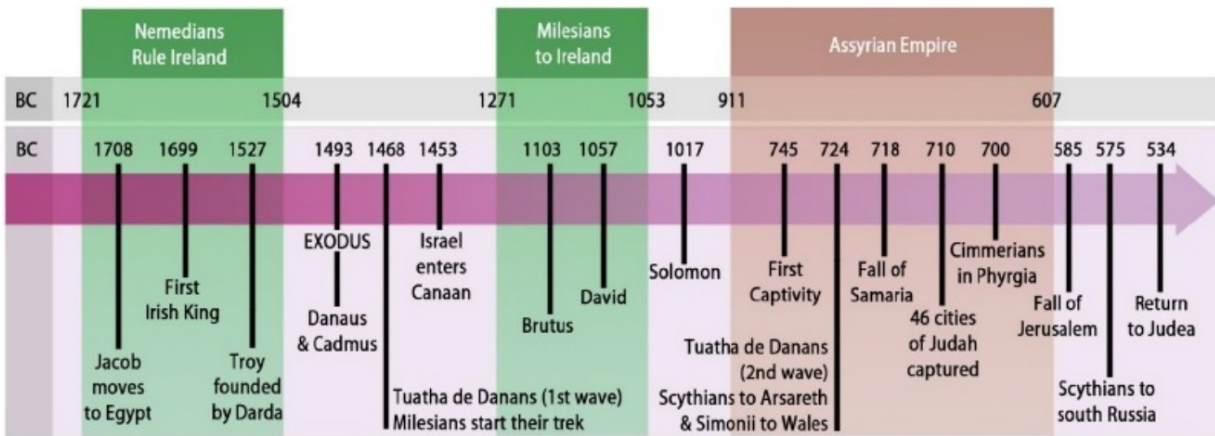 Nemedians
Rule Ireland
Milesians
to Ireland
Assyrian Empire
BC 1721 1504 1271 1053 911 607
BC 1708 1699 1527 1493 1468 1453 1103 1057 1017 745 724 718 710 700 585 575 534
Jacob
moves
to Egypt
First
Irish King
Troy
founded
by Darda
EXODUS
Danaus
& Cadmus
Tuatha de Danans (1st wave)
Milesians start their trek
Israel
enters
Canaan
Brutus
David
Solomon
First
Captivity
Tuatha de Danans
(2nd wave)
Scythians to Arsareth
& Simonii to Wales
Fall of
Samaria
46 cities
of Judah
captured
Cimmerians
in Phyrgia
Fall of
Jerusalem
Scythians to
south Russia
Return
to Judea